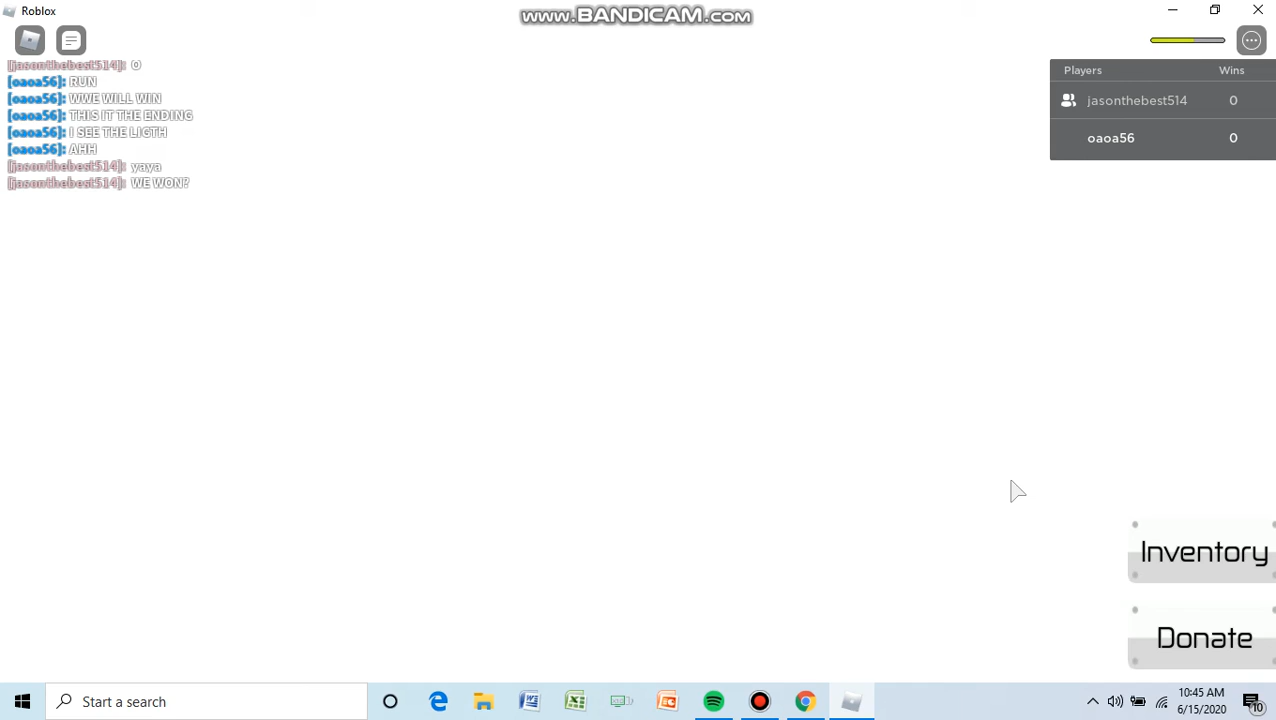 Roblox
www.BANDICAM.com
[jasonthebest514]: o
[oaoa56]: RUN
[oaoa56]: WWE WILL WIN
[oaoa56]: THIS IT THE ENDING
[oaoa56]: I SEE THE LIGTH
[oaoa56]: AHH
[jasonthebest514]: yaya
[jasonthebest514]: WE WON?
Players Wins
jasonthebest514 0
oaoa56 0
Inventory
Donate
Start a search
10:45 AM
6/15/2020
10